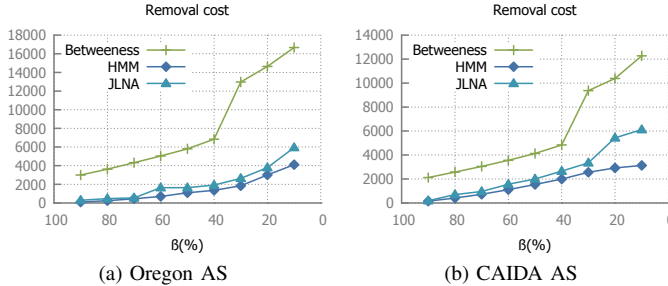 Removal cost
18000
16000
14000
12000
10000
8000
6000
4000
2000
0
Betweeness
HMM
JLNA
100 80 60 40 20 0
ß(%)
(a) Oregon AS
Removal cost
14000
12000
10000
8000
6000
4000
2000
0
Betweeness
HMM
JLNA
100 80 60 40 20 0
ß(%)
(b) CAIDA AS